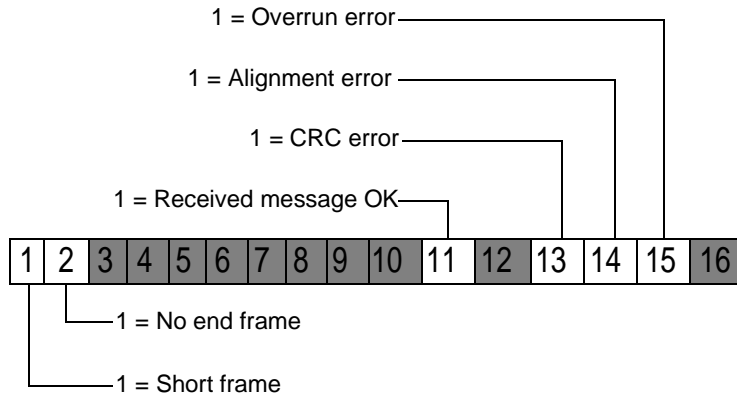 1 = Overrun error
1 = Alignment error
1 = CRC error
1 = Received message OK
1 2 3 4 5 6 7 8 9 10 11 12 13 14 15 16
1 = No end frame
1 = Short frame